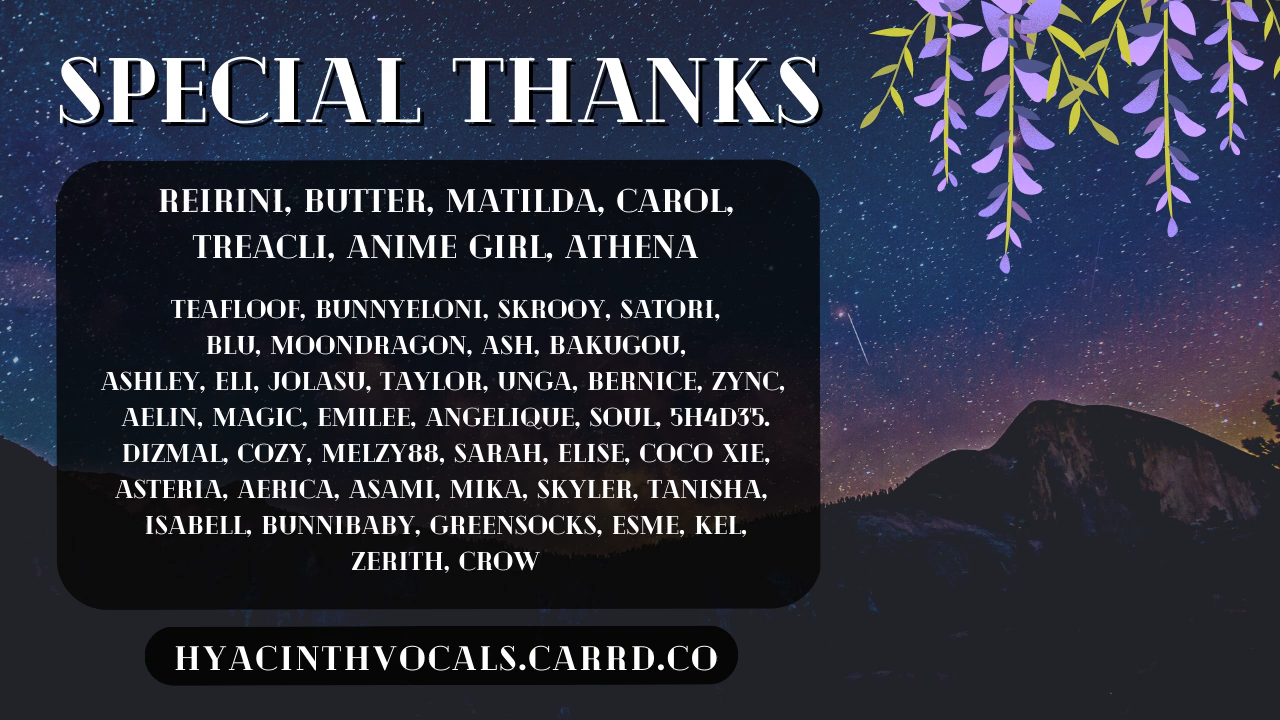 SPECIAL THANKS
REIRINI, BUTTER, MATILDA, CAROL,
TREACLI, ANIME GIRL, ATHENA
TEAFLOOF, BUNNYELONI, SKROOY, SATORI,
BLU, MOONDRAGON, ASH, BAKUGOU,
ASHLEY, ELI, JOLASU, TAYLOR, UNGA, BERNICE, ZYNC,
AELIN, MAGIC, EMILEE, ANGELIQUE, SOUL, 5H4D35.
DIZMAL, COZY, MELZY88, SARAH, ELISE, COCO XIE,
ASTERIA, AERICA, ASAMI, MIKA, SKYLER, TANISHA,
ISABELL, BUNNIBABY, GREENSOCKS, ESME, KEL,
ZERITH, CROW
HYACINTHVOCALS.CARRD.CO